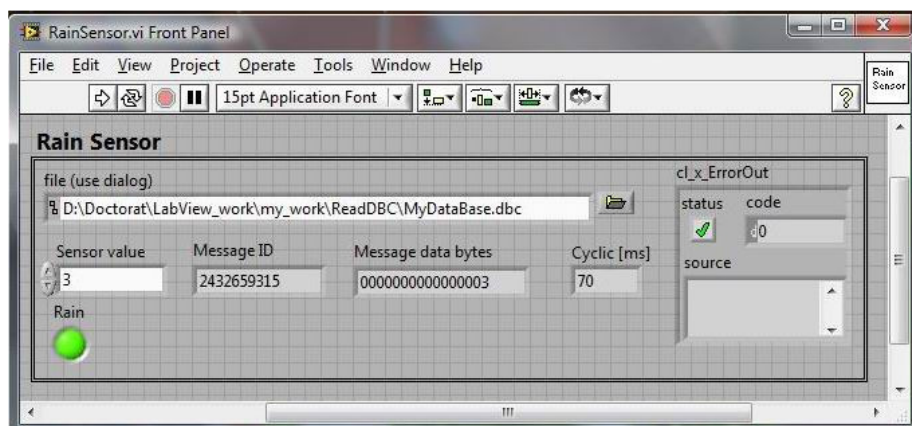 RainSensor.vi Front Panel
File Edit View Project Operate Tools Window Help
15pt Application Font
Rain Sensor
Rain Sensor
file (use dialog)
D:\Doctorat\LabView_work\my_work\ReadDBC\MyDataBase.dbc
cl_x_ErrorOut
status code
d0
source
Sensor value Message ID Message data bytes Cyclic [ms]
3 2432659315 0000000000000003 70
Rain